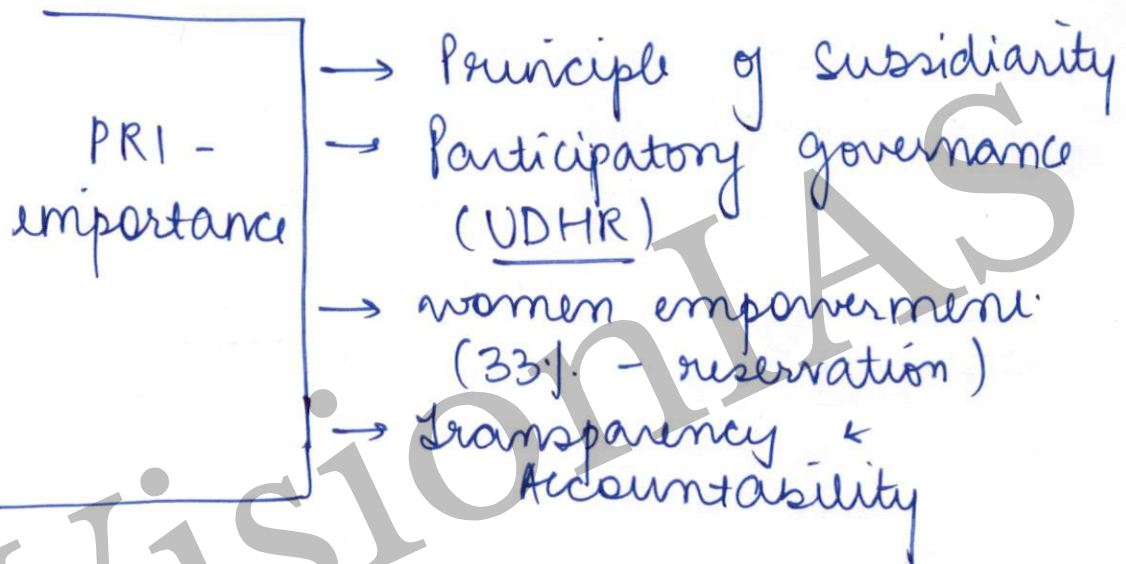 PRI -
importance
→ Principle of Subsidiarity
→ Participatory governance
(UDHR)
→ women empowerment.
(33% - reservation)
→ Transparency &
Accountability
VisionIAS